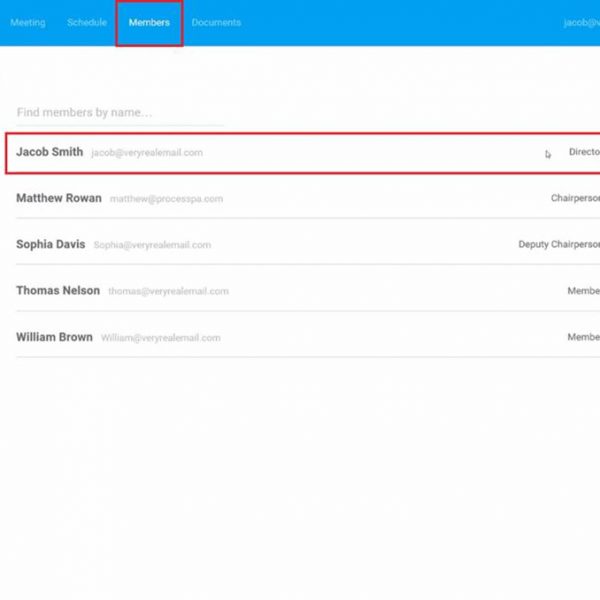 Meeting Schedule Members Documents jacob@v
Find members by name...
Jacob Smith jacob@veryrealemail.com Directo
Matthew Rowan matthew@processpa.com Chairperson
Sophia Davis Sophia@veryrealemail.com Deputy Chairperson
Thomas Nelson thomas@veryrealemail.com Membe
William Brown William@veryrealemail.com Membe